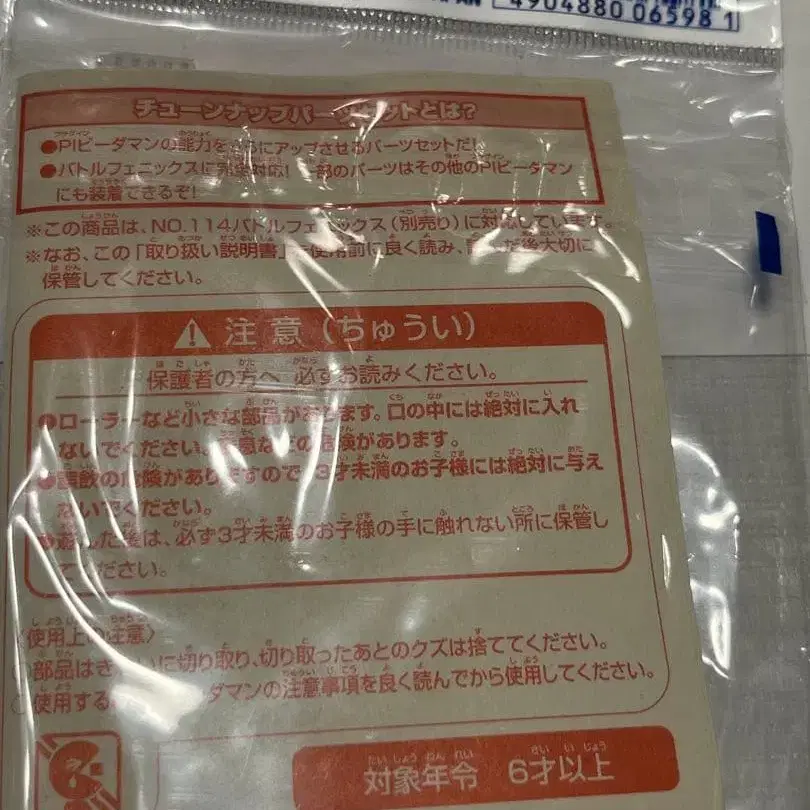 4904880 06598 1
チューンナップパーツセットとは?
●PIビーダマンの能力をさらにアップさせるパーツセットだ!
●バトルフェニックスに完全対応! 一部のパーツはその他のPIビーダマン
にも装着できるぞ!
※この商品は、NO.114バトルフェニックス(別売り)に対応しています。
※なお、この「取り扱い説明書」を使用前に良く読み、読んだ後大切に
保管してください。
注意(ちゅうい)
保護者の方へ 必ずお読みください。
●ローラーなど小さな部品があります。口の中には絶対に入れ
ないでください。窒息などの危険があります。
●誤飲の危険がありますので、3才未満のお子様には絶対に与え
ないでください。
●遊んだ後は、必ず3才未満のお子様の手に触れない所に保管し
てください。
〈使用上の注意〉
○部品はきれいに切り取り、切り取ったあとのクズは捨ててください。
○使用する ダマンの注意事項を良く読んでから使用してください。
対象年令 6才以上